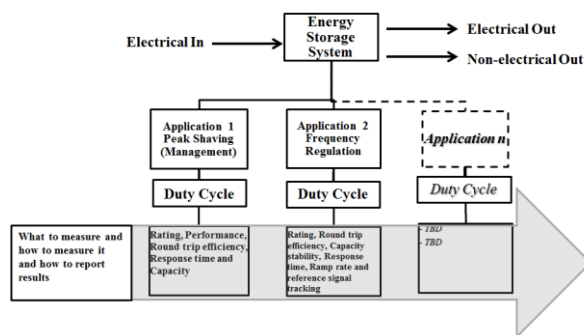 Energy
Storage
System
Electrical In
Electrical Out
Non-electrical Out
Application 1
Peak Shaving
(Management)
Application 2
Frequency
Regulation
Application n
Duty Cycle
Duty Cycle
Duty Cycle
What to measure and
how to measure it
and how to report
results
Rating, Performance,
Round trip efficiency,
Response time and
Capacity
Rating, Round trip
efficiency, Capacity
stability, Response
time, Ramp rate and
reference signal
tracking
- TBD
- TBD